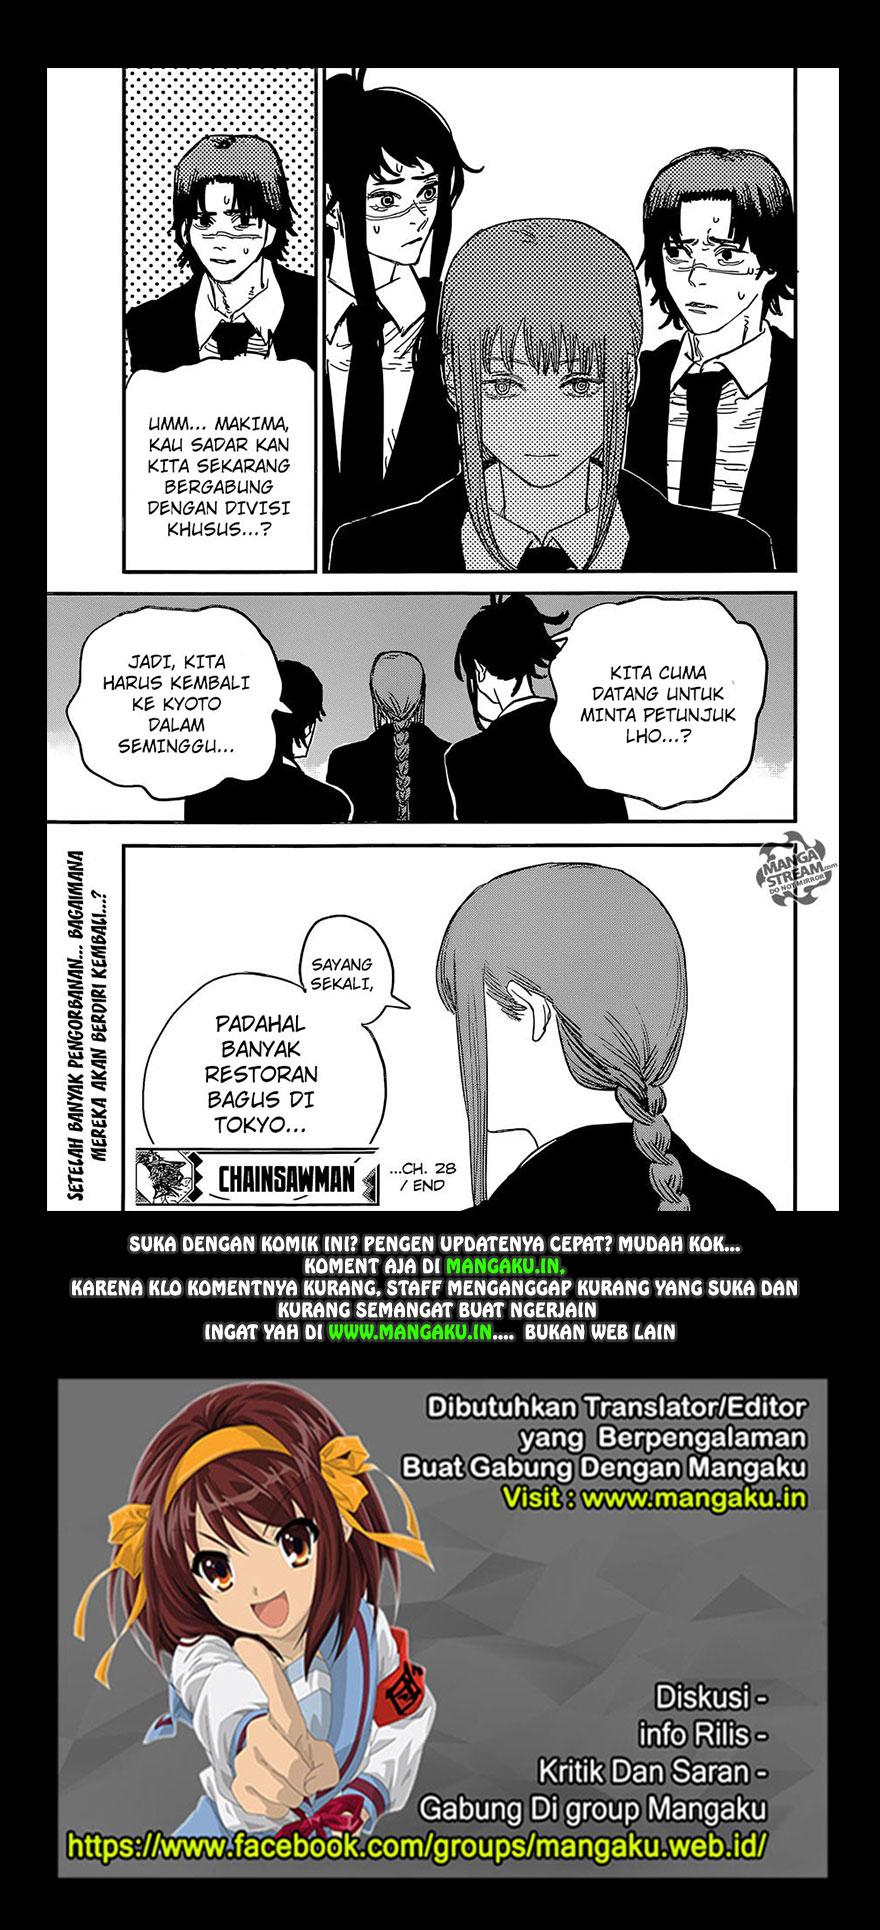 UMM... MAKIMA,
KAU SADAR KAN
KITA SEKARANG
BERGABUNG
DENGAN DIVISI
KHUSUS...?
JADI, KITA
HARUS KEMBALI
KE KYOTO
DALAM
SEMINGGU...
KITA CUMA
DATANG UNTUK
MINTA PETUNJUK
LHO...?
MANGA
STREAM.com
DO NOT MIRROR
SETELAH BANYAK PENGORBANAN... BAGAIMANA
MEREKA AKAN BERDIRI KEMBALI...?
SAYANG
SEKALI,
PADAHAL
BANYAK
RESTORAN
BAGUS DI
TOKYO...
CHAINSAWMAN
...CH. 28
/ END
SUKA DENGAN KOMIK INI? PENGEN UPDATENYA CEPAT? MUDAH KOK...
KOMENT AJA DI MANGAKU.IN,
KARENA KLO KOMENTNYA KURANG, STAFF MENGANGGAP KURANG YANG SUKA DAN
KURANG SEMANGAT BUAT NGERJAIN
INGAT YAH DI WWW.MANGAKU.IN.... BUKAN WEB LAIN
Dibutuhkan Translator/Editor
yang Berpengalaman
Buat Gabung Dengan Mangaku
Visit : www.mangaku.in
団
Diskusi -
info Rilis -
Kritik Dan Saran -
Gabung Di group Mangaku
https://www.facebook.com/groups/mangaku.web.id/